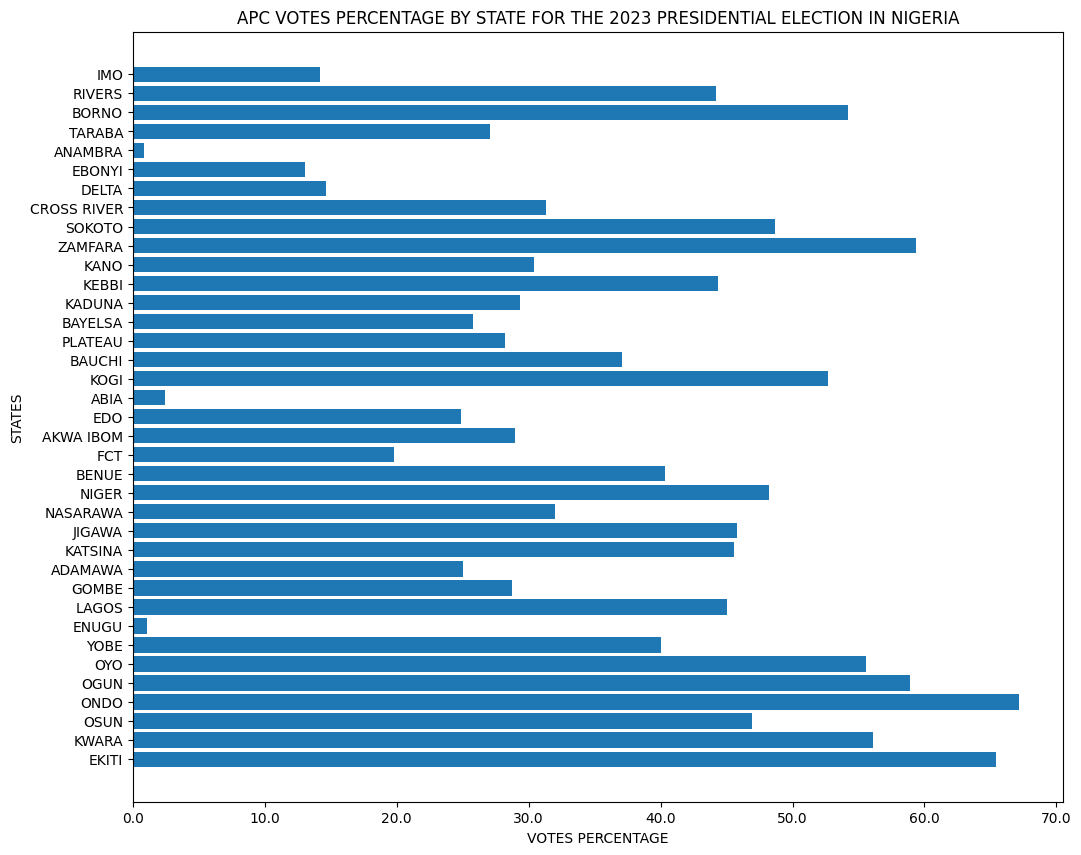 APC VOTES PERCENTAGE BY STATE FOR THE 2023 PRESIDENTIAL ELECTION IN NIGERIA
IMO
RIVERS
BORNO
TARABA
ANAMBRA
EBONYI
DELTA
CROSS RIVER
SOKOTO
ZAMFARA
KANO
KEBBI
KADUNA
BAYELSA
PLATEAU
BAUCHI
KOGI
ABIA
EDO
AKWA IBOM
FCT
BENUE
NIGER
NASARAWA
JIGAWA
KATSINA
ADAMAWA
GOMBE
LAGOS
ENUGU
YOBE
OYO
OGUN
ONDO
OSUN
KWARA
EKITI
STATES
0.0 10.0 20.0 30.0 40.0 50.0 60.0 70.0
VOTES PERCENTAGE